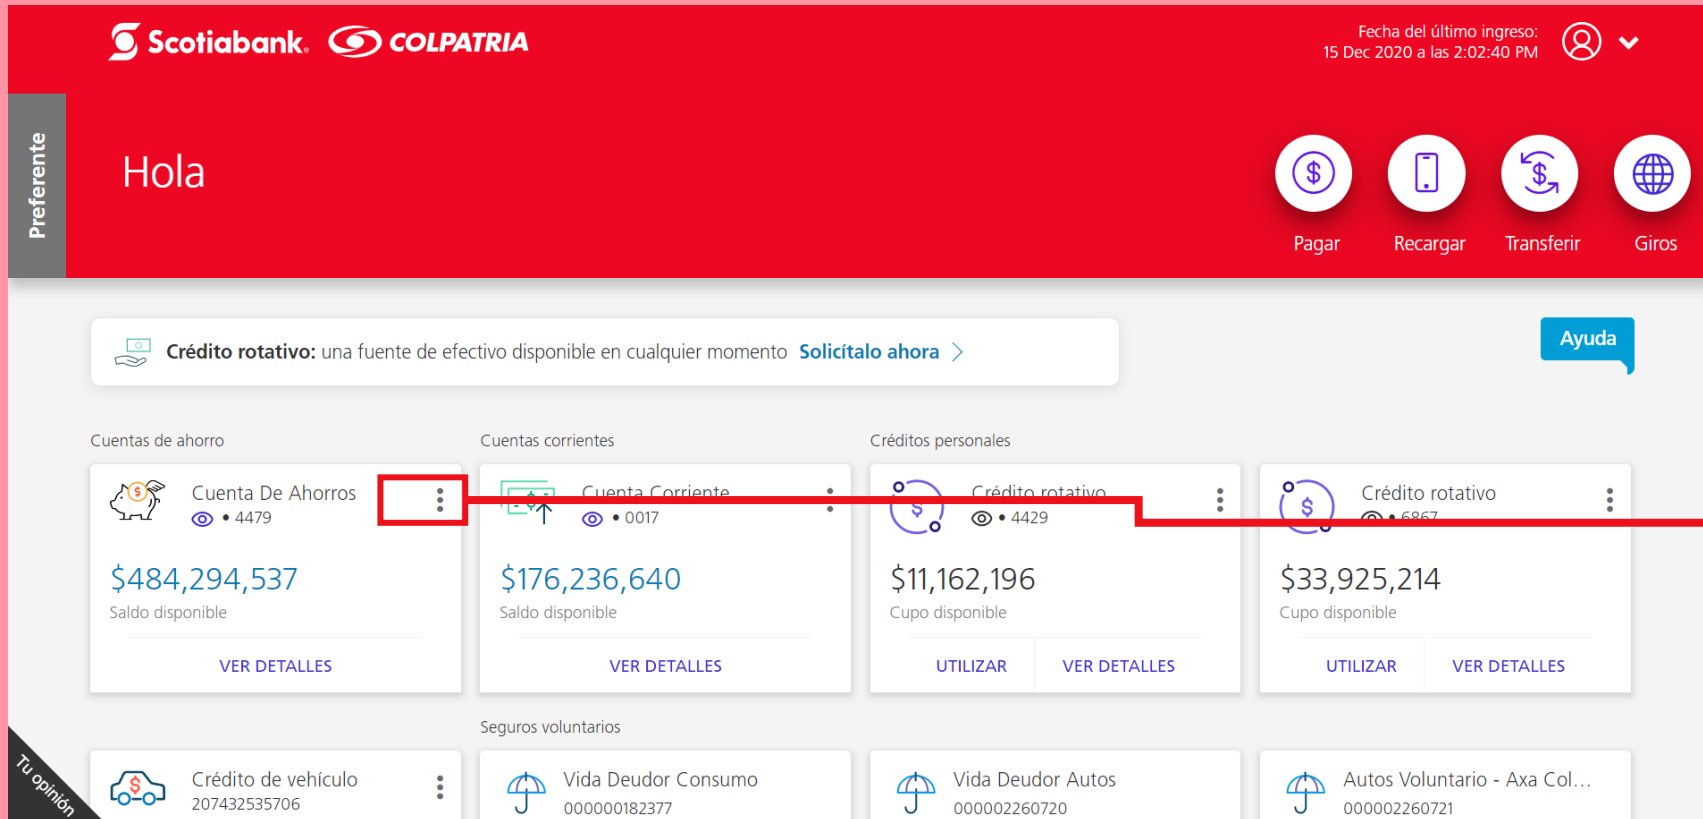 Scotiabank. COLPATRIA
Fecha del último ingreso:
15 Dec 2020 a las 2:02:40 PM
Preferente
Hola
Pagar
Recargar
Transferir
Giros
Crédito rotativo: una fuente de efectivo disponible en cualquier momento Solicítalo ahora
Ayuda
Cuentas de ahorro
Cuentas corrientes
Créditos personales
Cuenta De Ahorros
• 4479
$484,294,537
Saldo disponible
VER DETALLES
Cuenta Corriente
• 0017
$176,236,640
Saldo disponible
VER DETALLES
Crédito rotativo
• 4429
$11,162,196
Cupo disponible
UTILIZAR VER DETALLES
Crédito rotativo
• 6867
$33,925,214
Cupo disponible
UTILIZAR VER DETALLES
Seguros voluntarios
Tu opinión
Crédito de vehículo
207432535706
Vida Deudor Consumo
000000182377
Vida Deudor Autos
000002260720
Autos Voluntario - Axa Col...
000002260721